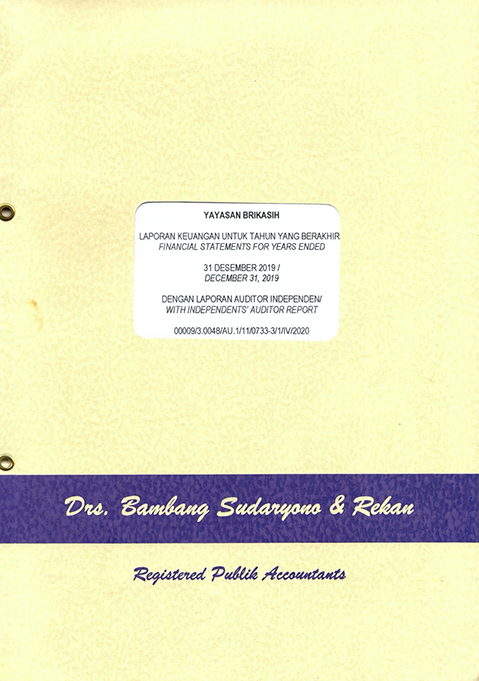 YAYASAN BRIKASIH
LAPORAN KEUANGAN UNTUK TAHUN YANG BERAKHIR
FINANCIAL STATEMENTS FOR YEARS ENDED
31 DESEMBER 2019 /
DECEMBER 31, 2019
DENGAN LAPORAN AUDITOR INDEPENDEN/
WITH INDEPENDENTS' AUDITOR REPORT
00009/3.0048/AU.1/11/0733-3/1/IV/2020
Drs. Bambang Sudaryono & Rekan
Registered Publik Accountants